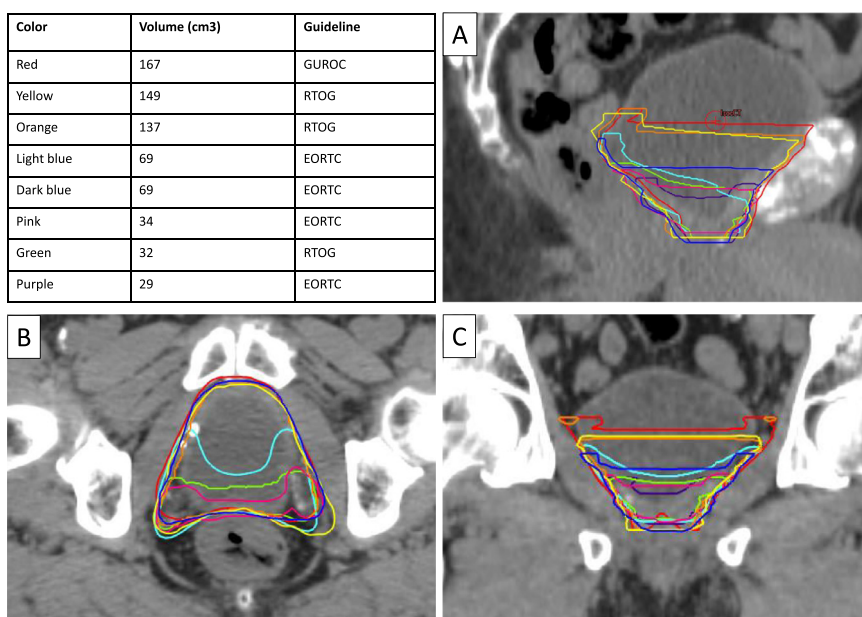 Color Volume (cm3) Guideline
Red 167 GUROC
Yellow 149 RTOG
Orange 137 RTOG
Light blue 69 EORTC
Dark blue 69 EORTC
Pink 34 EORTC
Green 32 RTOG
Purple 29 EORTC
A
B
C